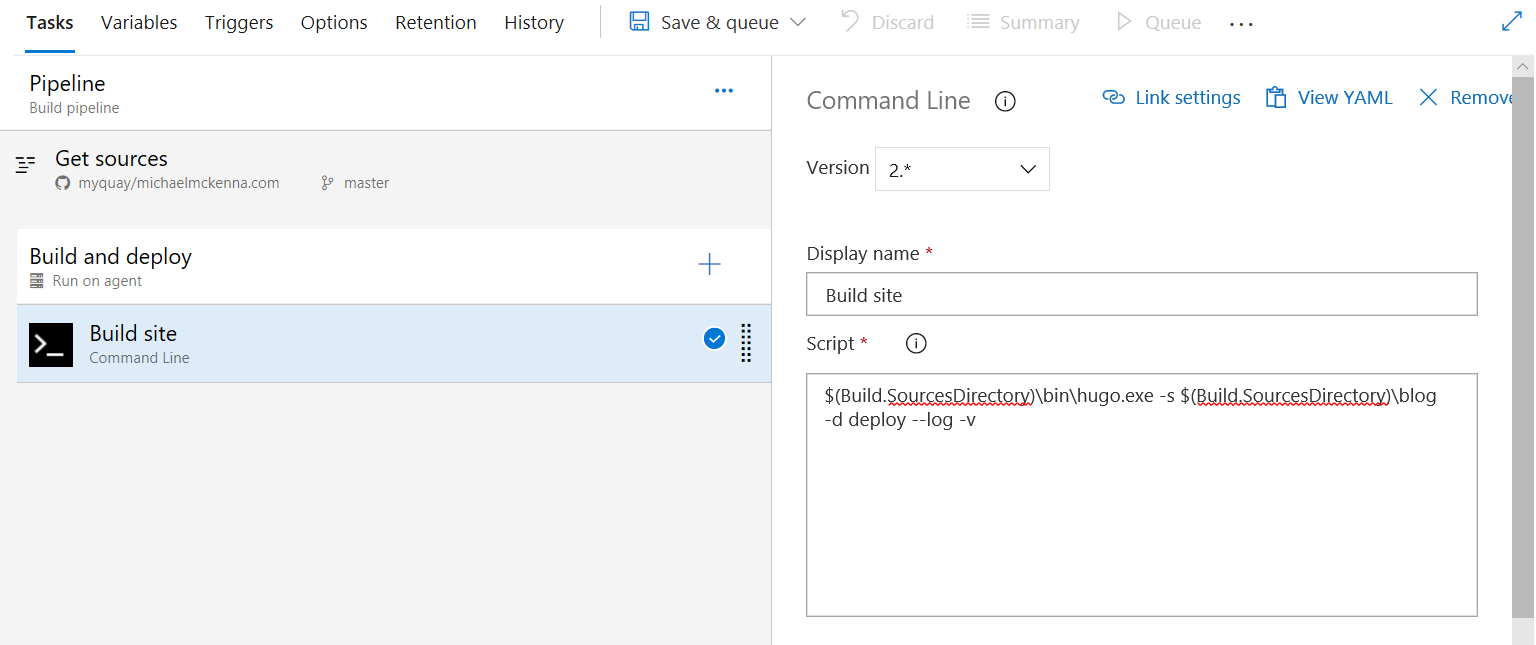 Tasks Variables Triggers Options Retention History Save & queue Discard Summary Queue ...
Pipeline
Build pipeline
Get sources
myquay/michaelmckenna.com master
Build and deploy
Run on agent
Build site
Command Line
Command Line Link settings View YAML Remove
Version 2.*
Display name *
Build site
Script *
$(Build.SourcesDirectory)\bin\hugo.exe -s $(Build.SourcesDirectory)\blog
-d deploy --log -v